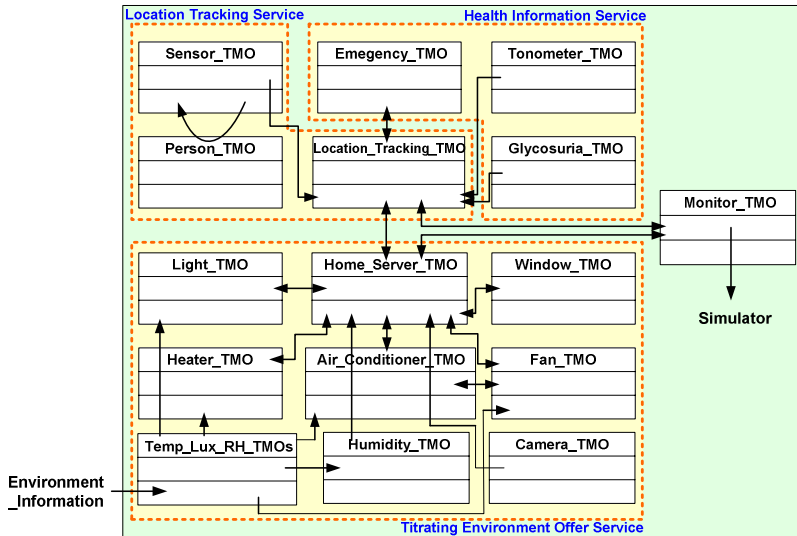 Location Tracking Service
Health Information Service
Sensor_TMO
Emegency_TMO
Tonometer_TMO
Person_TMO
Location_Tracking_TMO
Glycosuria_TMO
Monitor_TMO
Light_TMO
Home_Server_TMO
Window_TMO
Simulator
Heater_TMO
Air_Conditioner_TMO
Fan_TMO
Temp_Lux_RH_TMOs
Humidity_TMO
Camera_TMO
Environment
_Information
Titrating Environment Offer Service